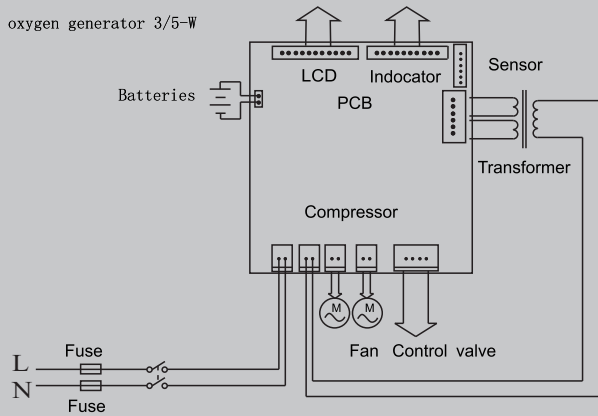 oxygen generator 3/5-W
LCD
Indocator
Sensor
Batteries
PCB
Transformer
Compressor
M
M
Fan
Control valve
L
Fuse
N
Fuse